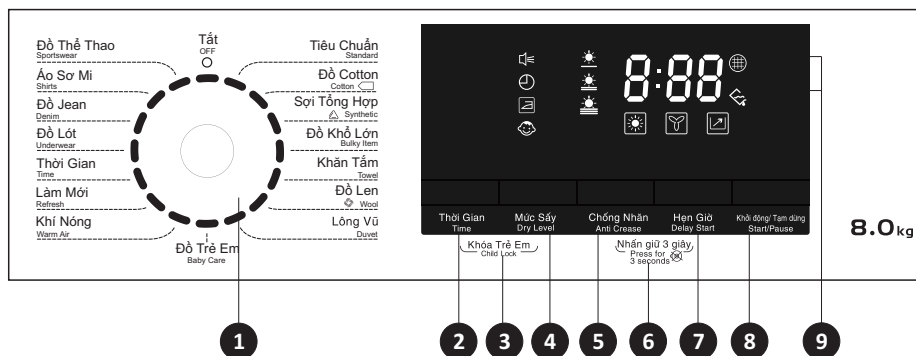 Tắt
OFF
Đồ Thể Thao
Sportswear
Áo Sơ Mi
Shirts
Đồ Jean
Denim
Đồ Lót
Underwear
Thời Gian
Time
Làm Mới
Refresh
Khí Nóng
Warm Air
Đồ Trẻ Em
Baby Care
Tiêu Chuẩn
Standard
Đồ Cotton
Cotton
Sợi Tổng Hợp
Synthetic
Đồ Khổ Lớn
Bulky Item
Khăn Tắm
Towel
Đồ Len
Wool
Lông Vũ
Duvet
8:88
Thời Gian
Time
Mức Sấy
Dry Level
Chống Nhăn
Anti Crease
Hẹn Giờ
Delay Start
Khởi động/ Tạm dừng
Start/Pause
Khóa Trẻ Em
Child Lock
Nhấn giữ 3 giây
Press for
3 seconds
8.0kg
1 2 3 4 5 6 7 8 9